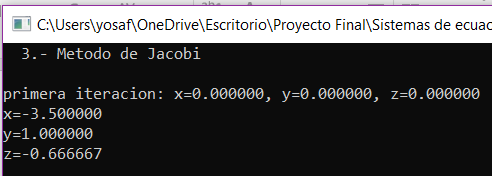 C:\Users\yosaf\OneDrive\Escritorio\Proyecto Final\Sistemas de ecuac
3.- Metodo de Jacobi
primera iteracion: x=0.000000, y=0.000000, z=0.000000
x=-3.500000
y=1.000000
z=-0.666667